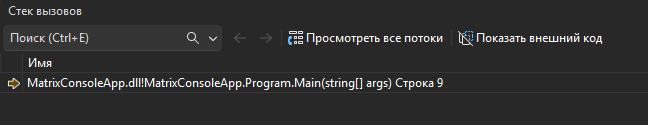 Стек вызовов
Поиск (Ctrl+E) Просмотреть все потоки Показать внешний код
Имя
MatrixConsoleApp.dll!MatrixConsoleApp.Program.Main(string[] args) Строка 9